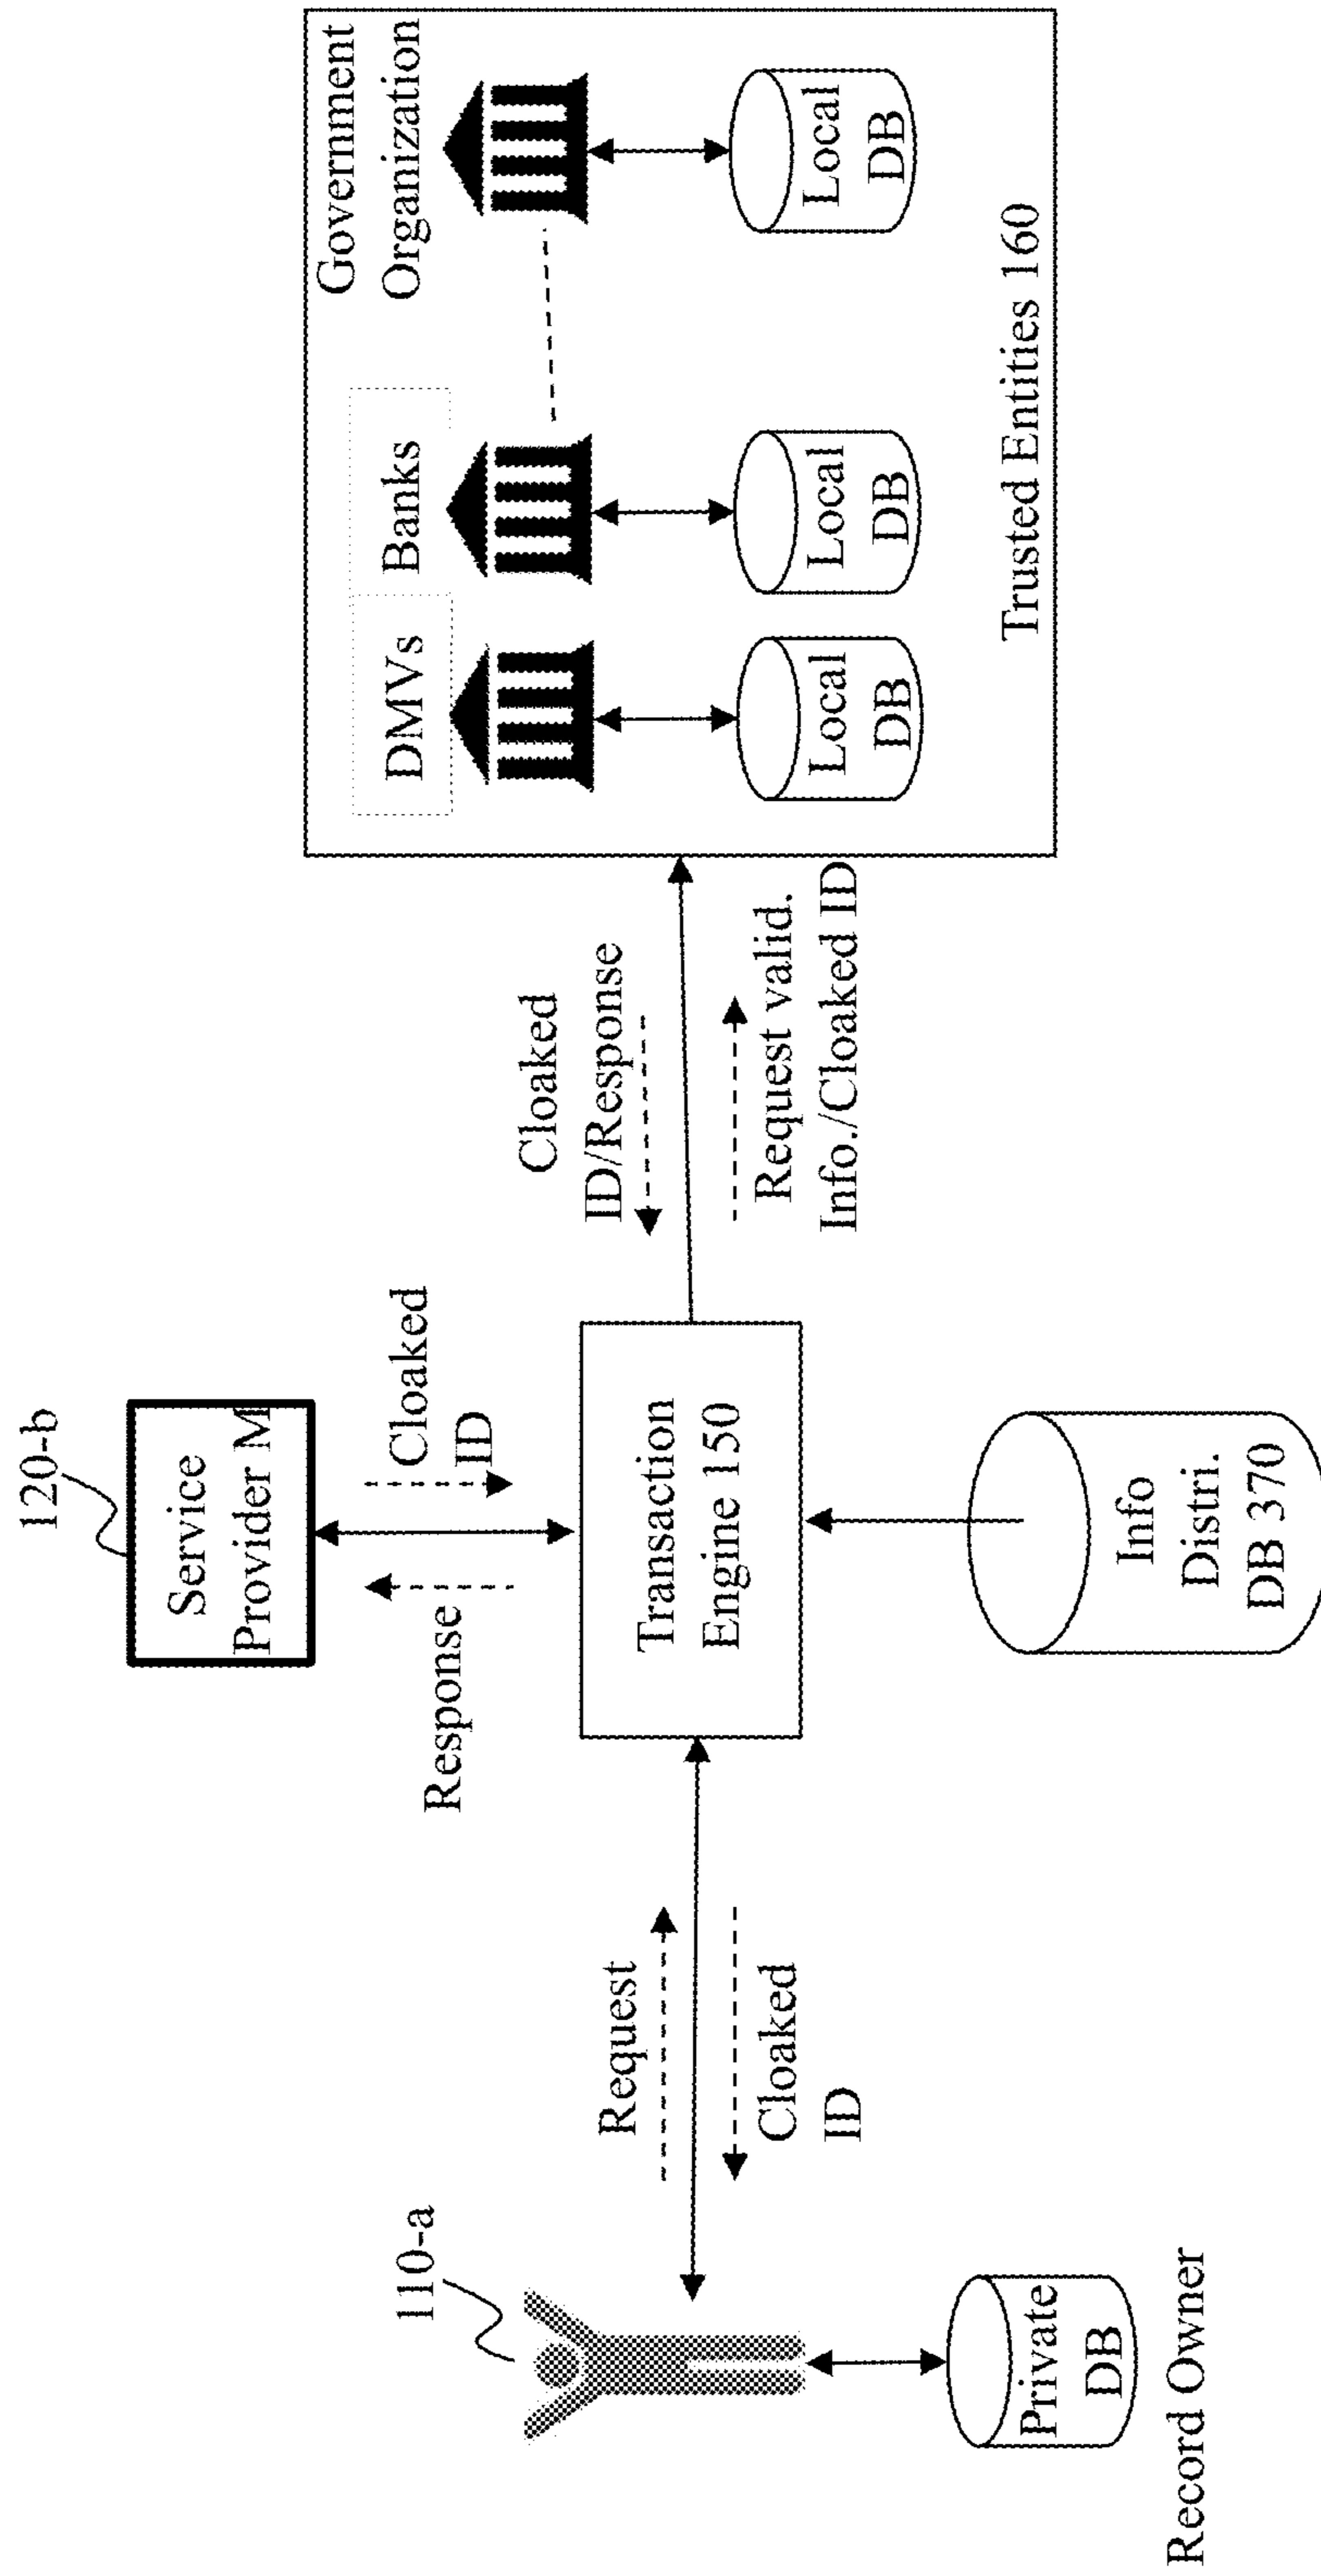 120-b
Service
Provider M
Response
Cloaked
ID
110-a
Private
DB
Record Owner
Request
Cloaked
ID
Transaction
Engine 150
Info
Distri.
DB 370
Cloaked
ID/Response
Request valid.
Info./Cloaked ID
DMVs
Banks
Government
Organization
Local
DB
Local
DB
Local
DB
Trusted Entities 160